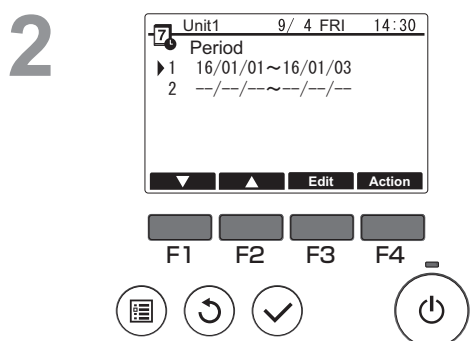 2
7 Unit1 9/ 4 FRI 14:30
Period
▶1 16/01/01~16/01/03
2 --/--/--~--/--/--
▼ ▲ Edit Action
F1 F2 F3 F4